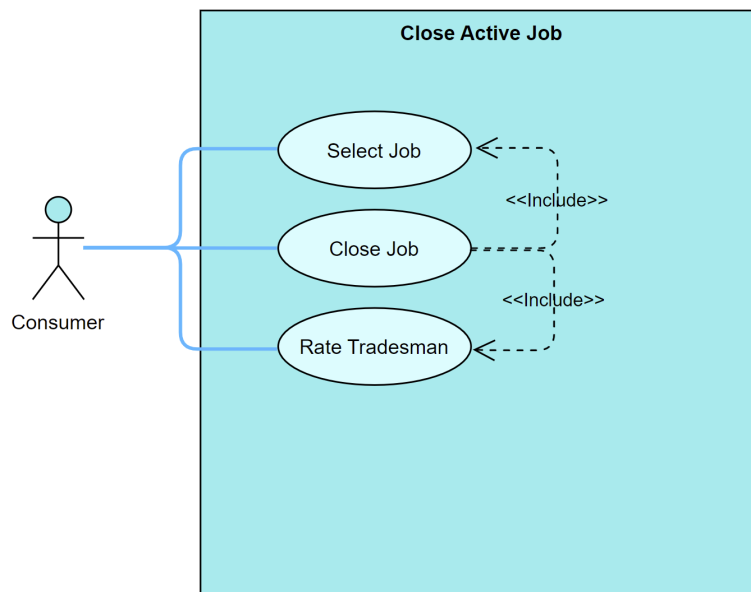 Close Active Job
Select Job
<<Include>>
Close Job
<<Include>>
Consumer
Rate Tradesman